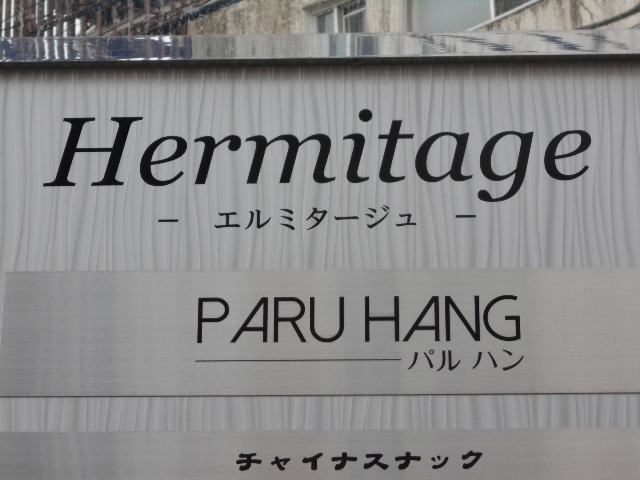 Hermitage
― エルミタージュ ―
PARU HANG
パル ハン
チャイナスナック